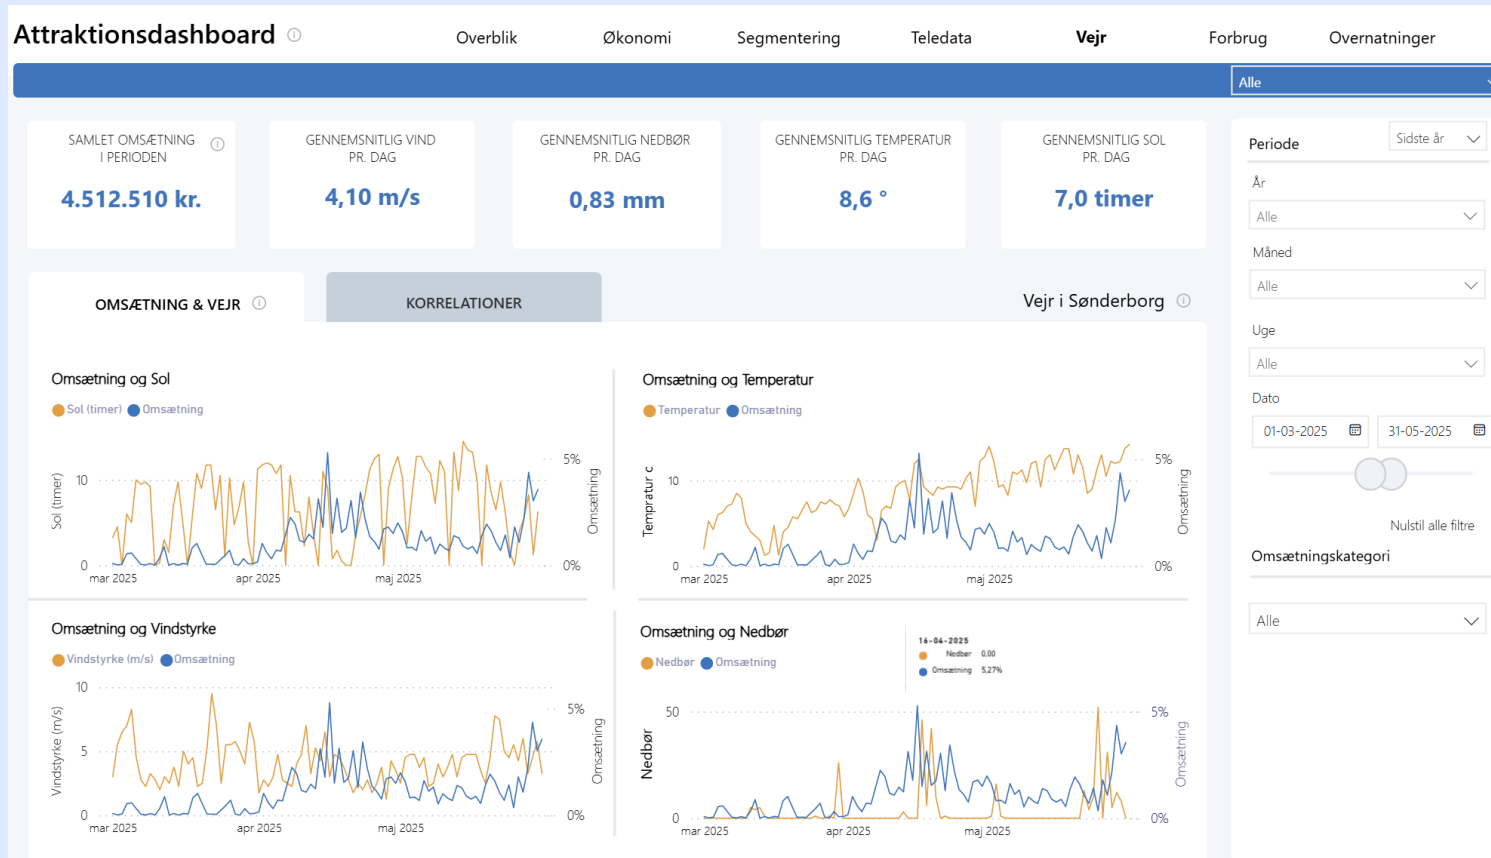 Attraktionsdashboard
Overblik
Økonomi
Segmentering
Teledata
Vejr
Forbrug
Overnatninger
Alle
SAMLET OMSÆTNING
I PERIODEN
4.512.510 kr.
GENNEMSNITLIG VIND
PR. DAG
4,10 m/s
GENNEMSNITLIG NEDBØR
PR. DAG
0,83 mm
GENNEMSNITLIG TEMPERATUR
PR. DAG
8,6 °
GENNEMSNITLIG SOL
PR. DAG
7,0 timer
Periode
Sidste år
År
Alle
Måned
Alle
Uge
Alle
Dato
01-03-2025
31-05-2025
Nulstil alle filtre
Omsætningskategori
Alle
OMSÆTNING & VEJR
KORRELATIONER
Vejr i Sønderborg
Omsætning og Sol
Sol (timer) Omsætning
Sol (timer)
10
0
5%
0%
Omsætning
mar 2025
apr 2025
maj 2025
Omsætning og Temperatur
Temperatur Omsætning
Tempratur c
10
0
5%
0%
Omsætning
mar 2025
apr 2025
maj 2025
Omsætning og Vindstyrke
Vindstyrke (m/s) Omsætning
Vindstyrke (m/s)
10
5
0
5%
0%
Omsætning
mar 2025
apr 2025
maj 2025
Omsætning og Nedbør
Nedbør Omsætning
16-04-2025
Nedbør 0,00
Omsætning 5,27%
Nedbør
50
0
5%
0%
Omsætning
mar 2025
apr 2025
maj 2025